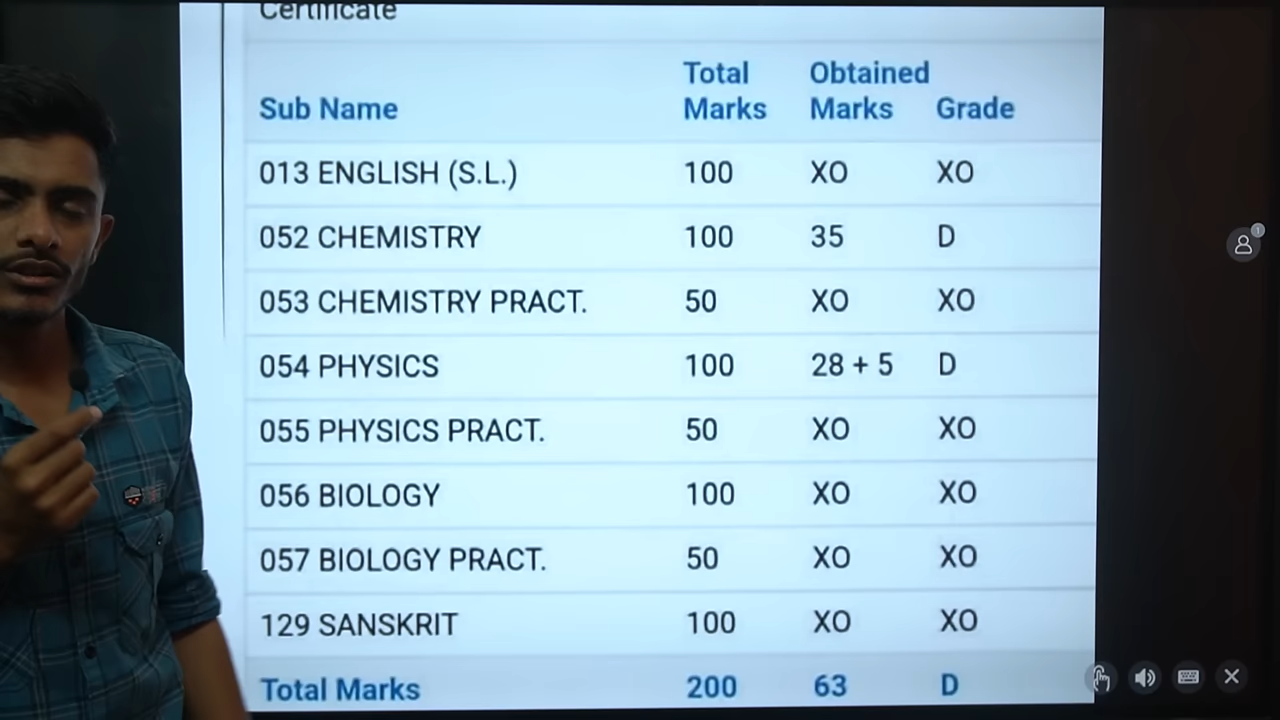 Certificate
Sub Name Total Marks Obtained Marks Grade
013 ENGLISH (S.L.) 100 XO XO
052 CHEMISTRY 100 35 D
053 CHEMISTRY PRACT. 50 XO XO
054 PHYSICS 100 28 + 5 D
055 PHYSICS PRACT. 50 XO XO
056 BIOLOGY 100 XO XO
057 BIOLOGY PRACT. 50 XO XO
129 SANSKRIT 100 XO XO
Total Marks 200 63 D
1